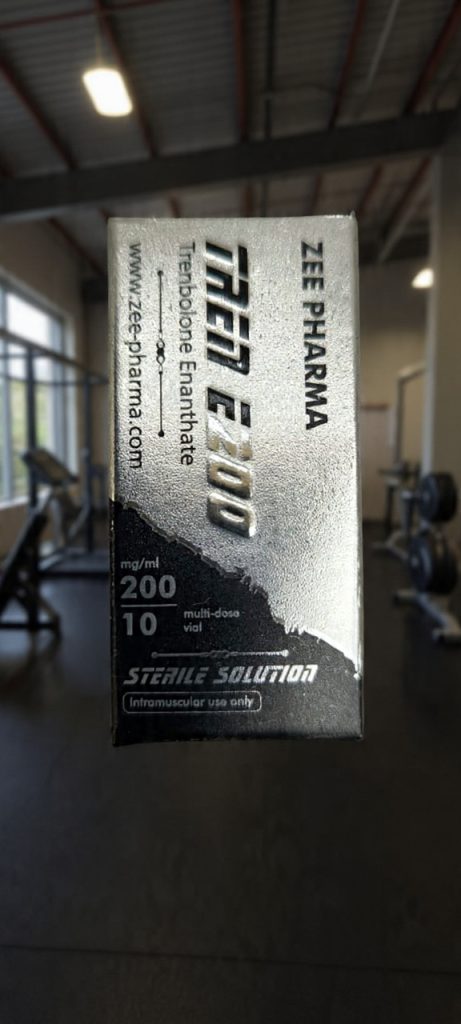 ZEE PHARMA
TREN E200
Trenbolone Enanthate
www.zee-pharma.com
mg/ml
200
10
multi-dose
vial
STERILE SOLUTION
Intramuscular use only